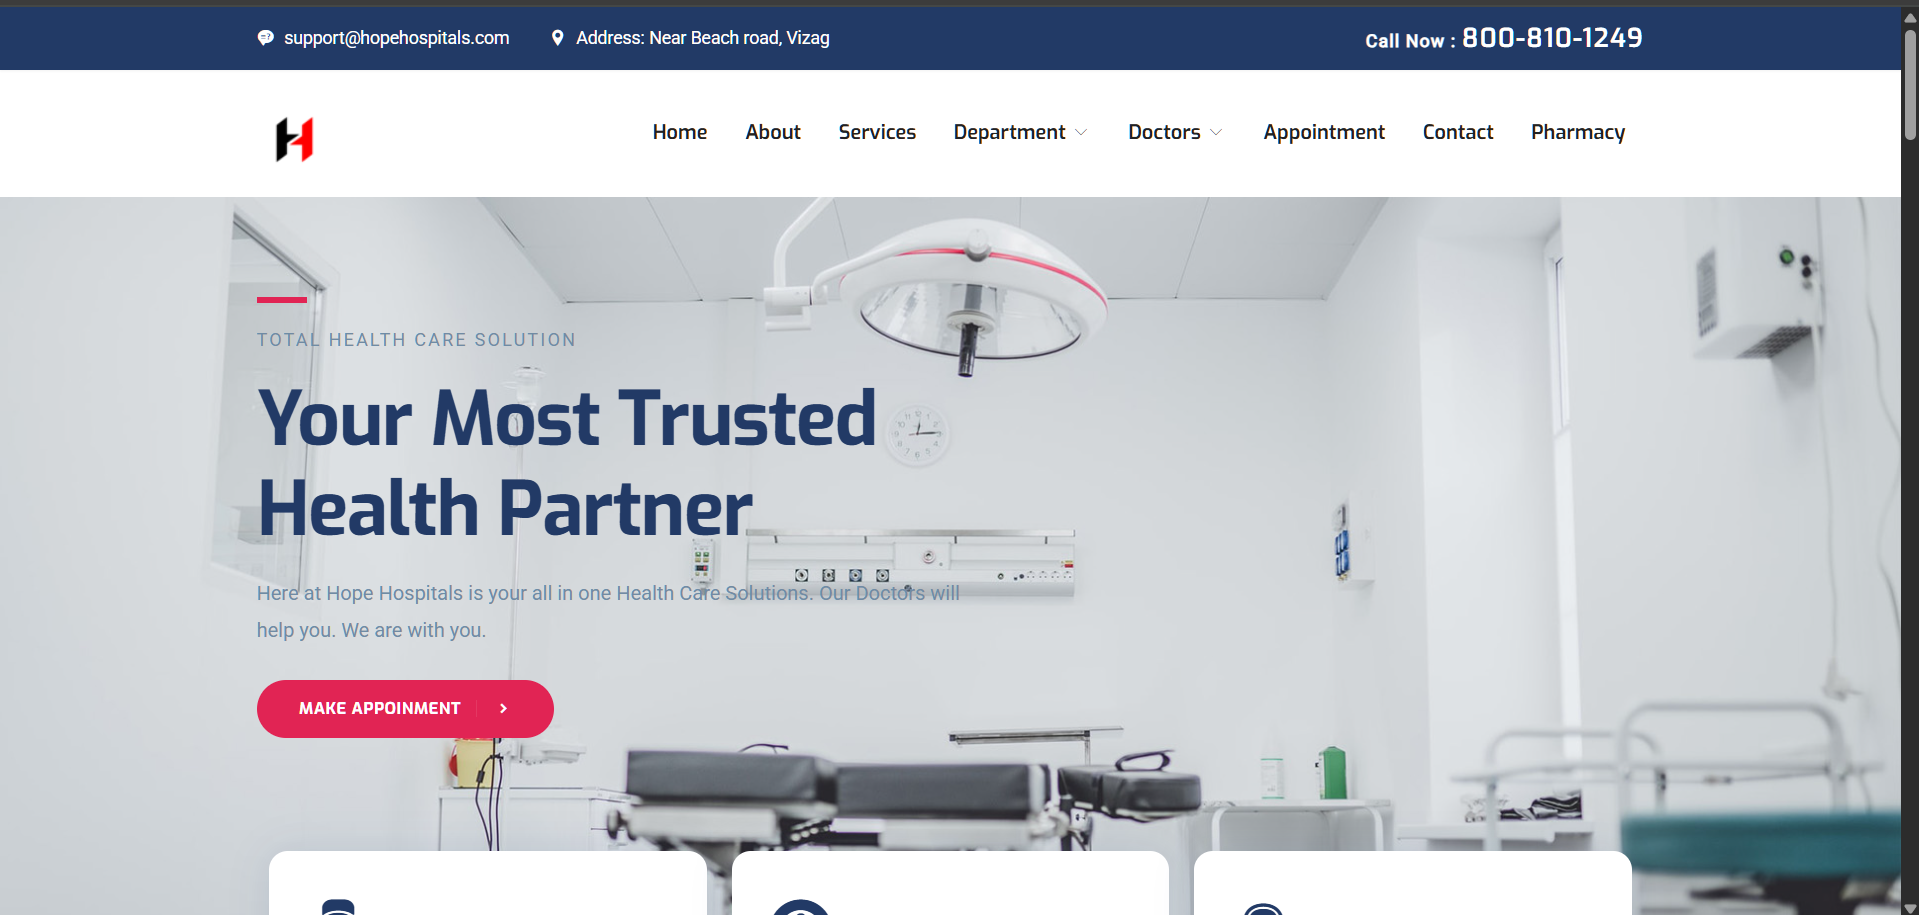 support@hopehospitals.com
Address: Near Beach road, Vizag
Call Now : 800-810-1249
Home
About
Services
Department
Doctors
Appointment
Contact
Pharmacy
TOTAL HEALTH CARE SOLUTION
Your Most Trusted
Health Partner
Here at Hope Hospitals is your all in one Health Care Solutions. Our Doctors will
help you. We are with you.
MAKE APPOINMENT